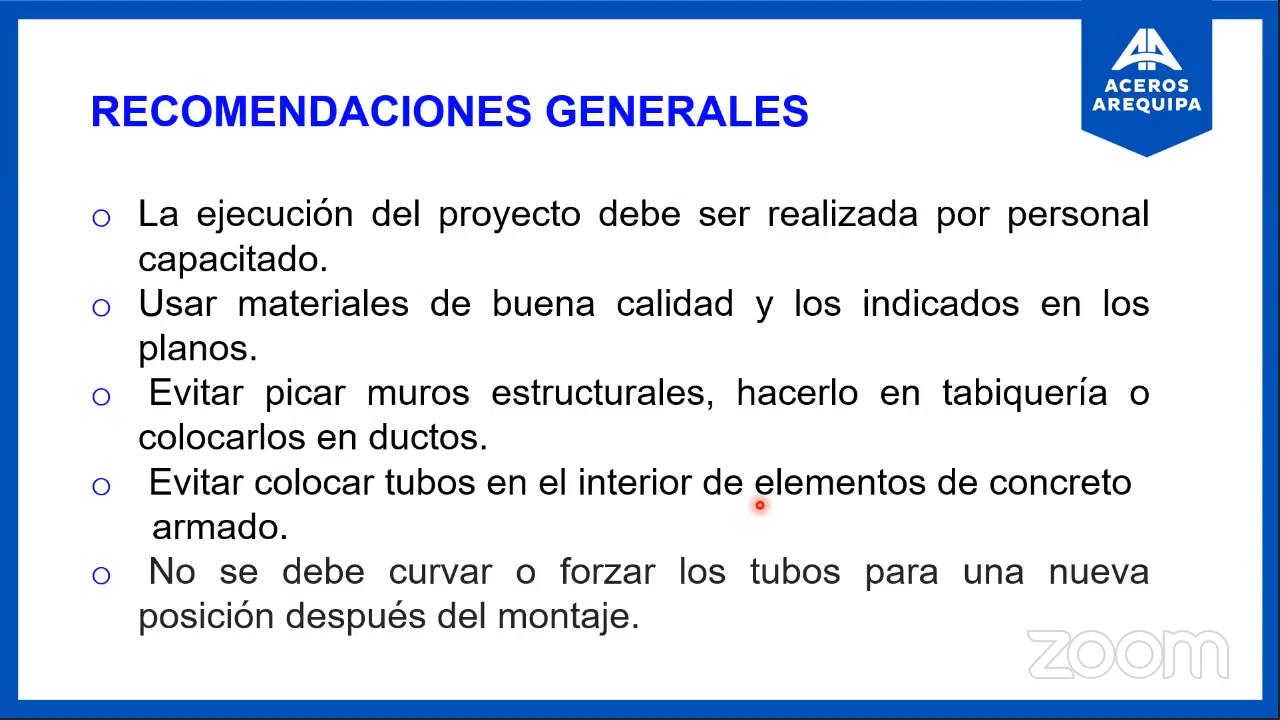 ACEROS
AREQUIPA
RECOMENDACIONES GENERALES
o La ejecución del proyecto debe ser realizada por personal
capacitado.
o Usar materiales de buena calidad y los indicados en los
planos.
o Evitar picar muros estructurales, hacerlo en tabiquería o
colocarlos en ductos.
o Evitar colocar tubos en el interior de elementos de concreto
armado.
o No se debe curvar o forzar los tubos para una nueva
posición después del montaje.
zoom